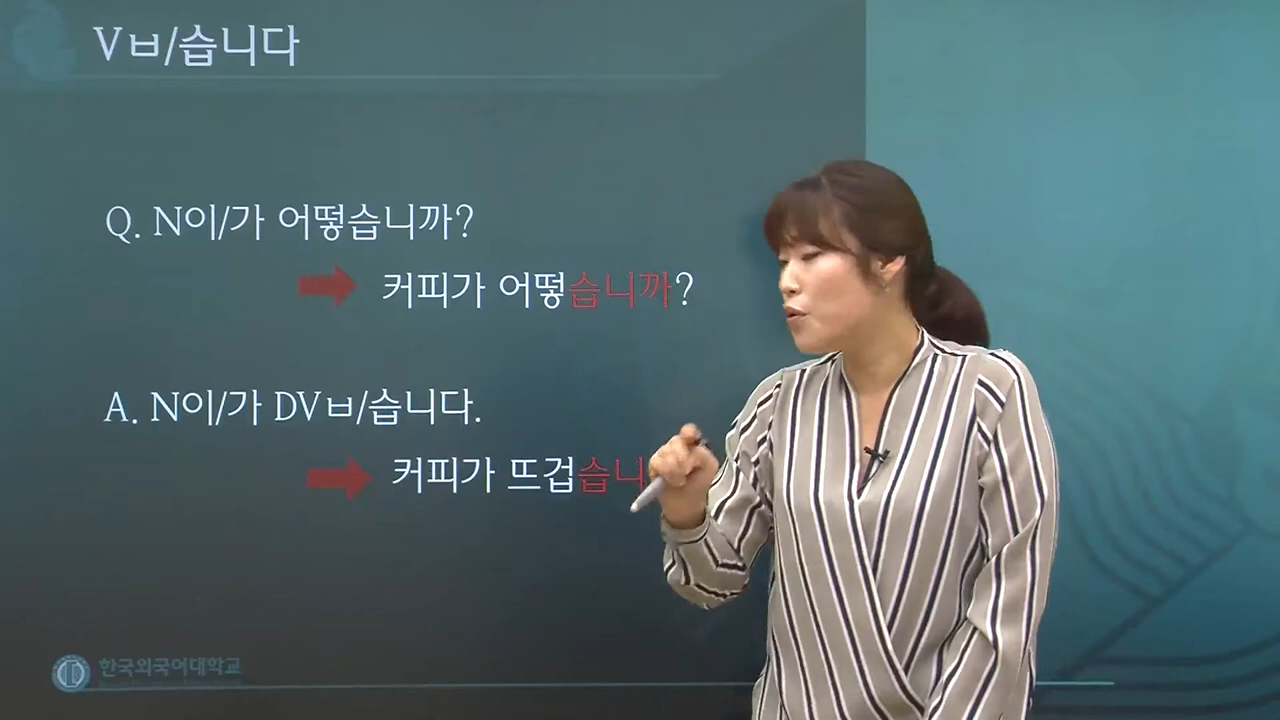 Vㅂ/습니다
Q. N이/가 어떻습니까?
커피가 어떻습니까?
A. N이/가 DVㅂ/습니다.
커피가 뜨겁습니
한국외국어대학교